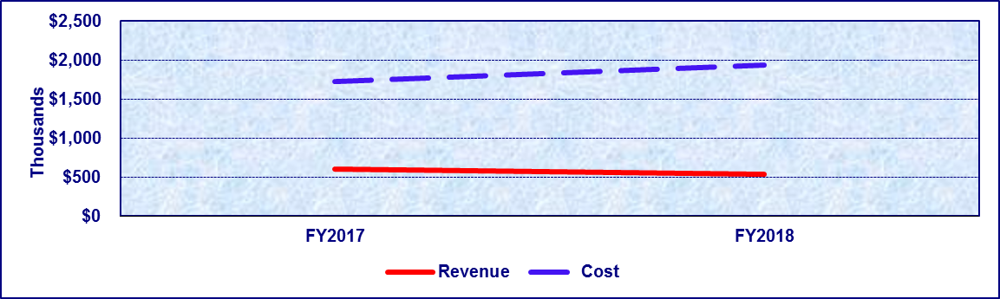 $2,500
$2,000
$1,500
$1,000
$500
$0
Thousands
FY2017 FY2018
Revenue Cost